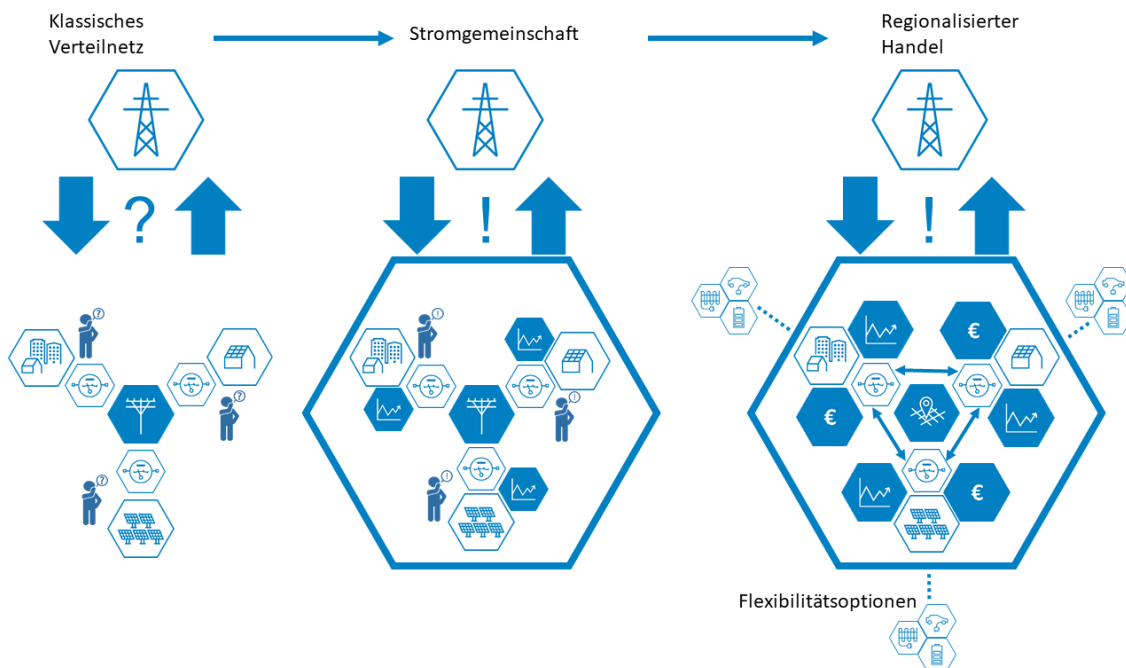 Klassisches
Verteilnetz
Stromgemeinschaft
Regionalisierter
Handel
?
!
!
?
?
?
!
!
!
€
€
€
Flexibilitätsoptionen